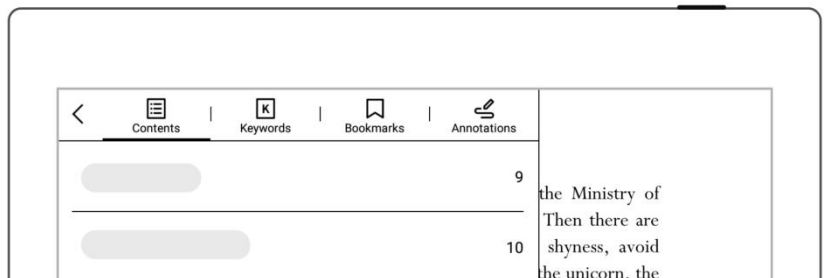 Contents
K
Keywords
Bookmarks
Annotations
9
the Ministry of
Then there are
10
shyness, avoid
the unicorn, the